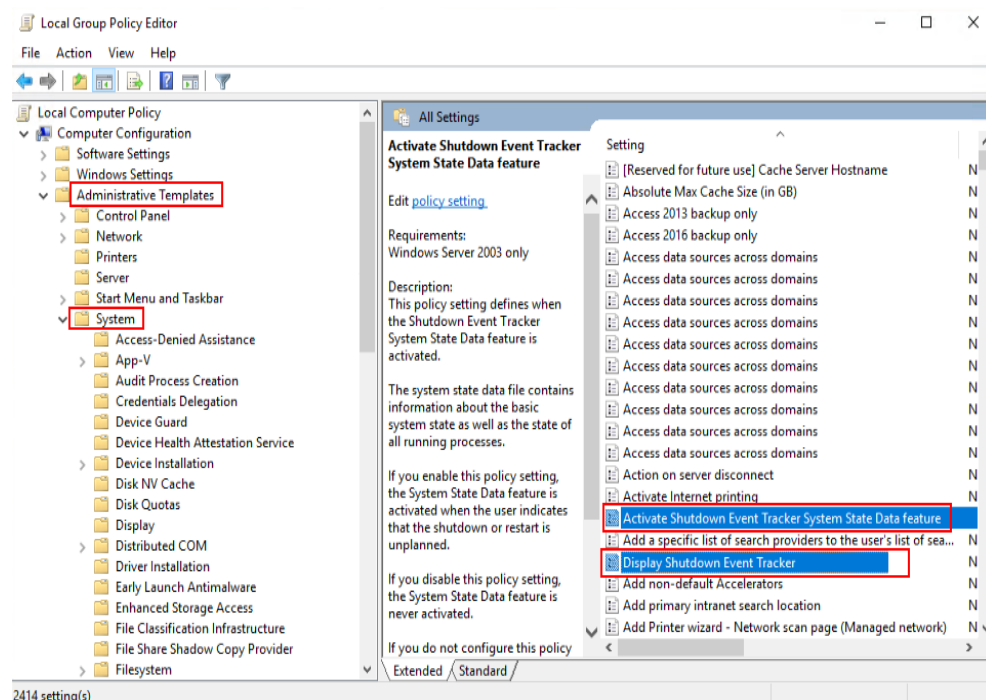 Local Group Policy Editor
File Action View Help
Local Computer Policy
Computer Configuration
Software Settings
Windows Settings
Administrative Templates
Control Panel
Network
Printers
Server
Start Menu and Taskbar
System
Access-Denied Assistance
App-V
Audit Process Creation
Credentials Delegation
Device Guard
Device Health Attestation Service
Device Installation
Disk NV Cache
Disk Quotas
Display
Distributed COM
Driver Installation
Early Launch Antimalware
Enhanced Storage Access
File Classification Infrastructure
File Share Shadow Copy Provider
Filesystem
All Settings
Activate Shutdown Event Tracker
System State Data feature
Edit policy setting
Requirements:
Windows Server 2003 only
Description:
This policy setting defines when
the Shutdown Event Tracker
System State Data feature is
activated.
The system state data file contains
information about the basic
system state as well as the state of
all running processes.
If you enable this policy setting,
the System State Data feature is
activated when the user indicates
that the shutdown or restart is
unplanned.
If you disable this policy setting,
the System State Data feature is
never activated.
If you do not configure this policy
Setting
[Reserved for future use] Cache Server Hostname N
Absolute Max Cache Size (in GB) N
Access 2013 backup only N
Access 2016 backup only N
Access data sources across domains N
Access data sources across domains N
Access data sources across domains N
Access data sources across domains N
Access data sources across domains N
Access data sources across domains N
Access data sources across domains N
Access data sources across domains N
Access data sources across domains N
Access data sources across domains N
Action on server disconnect N
Activate Internet printing N
Activate Shutdown Event Tracker System State Data feature
Add a specific list of search providers to the user's list of sea... N
Display Shutdown Event Tracker N
Add non-default Accelerators N
Add primary intranet search location N
Add Printer wizard - Network scan page (Managed network) N
Extended Standard
2414 setting(s)